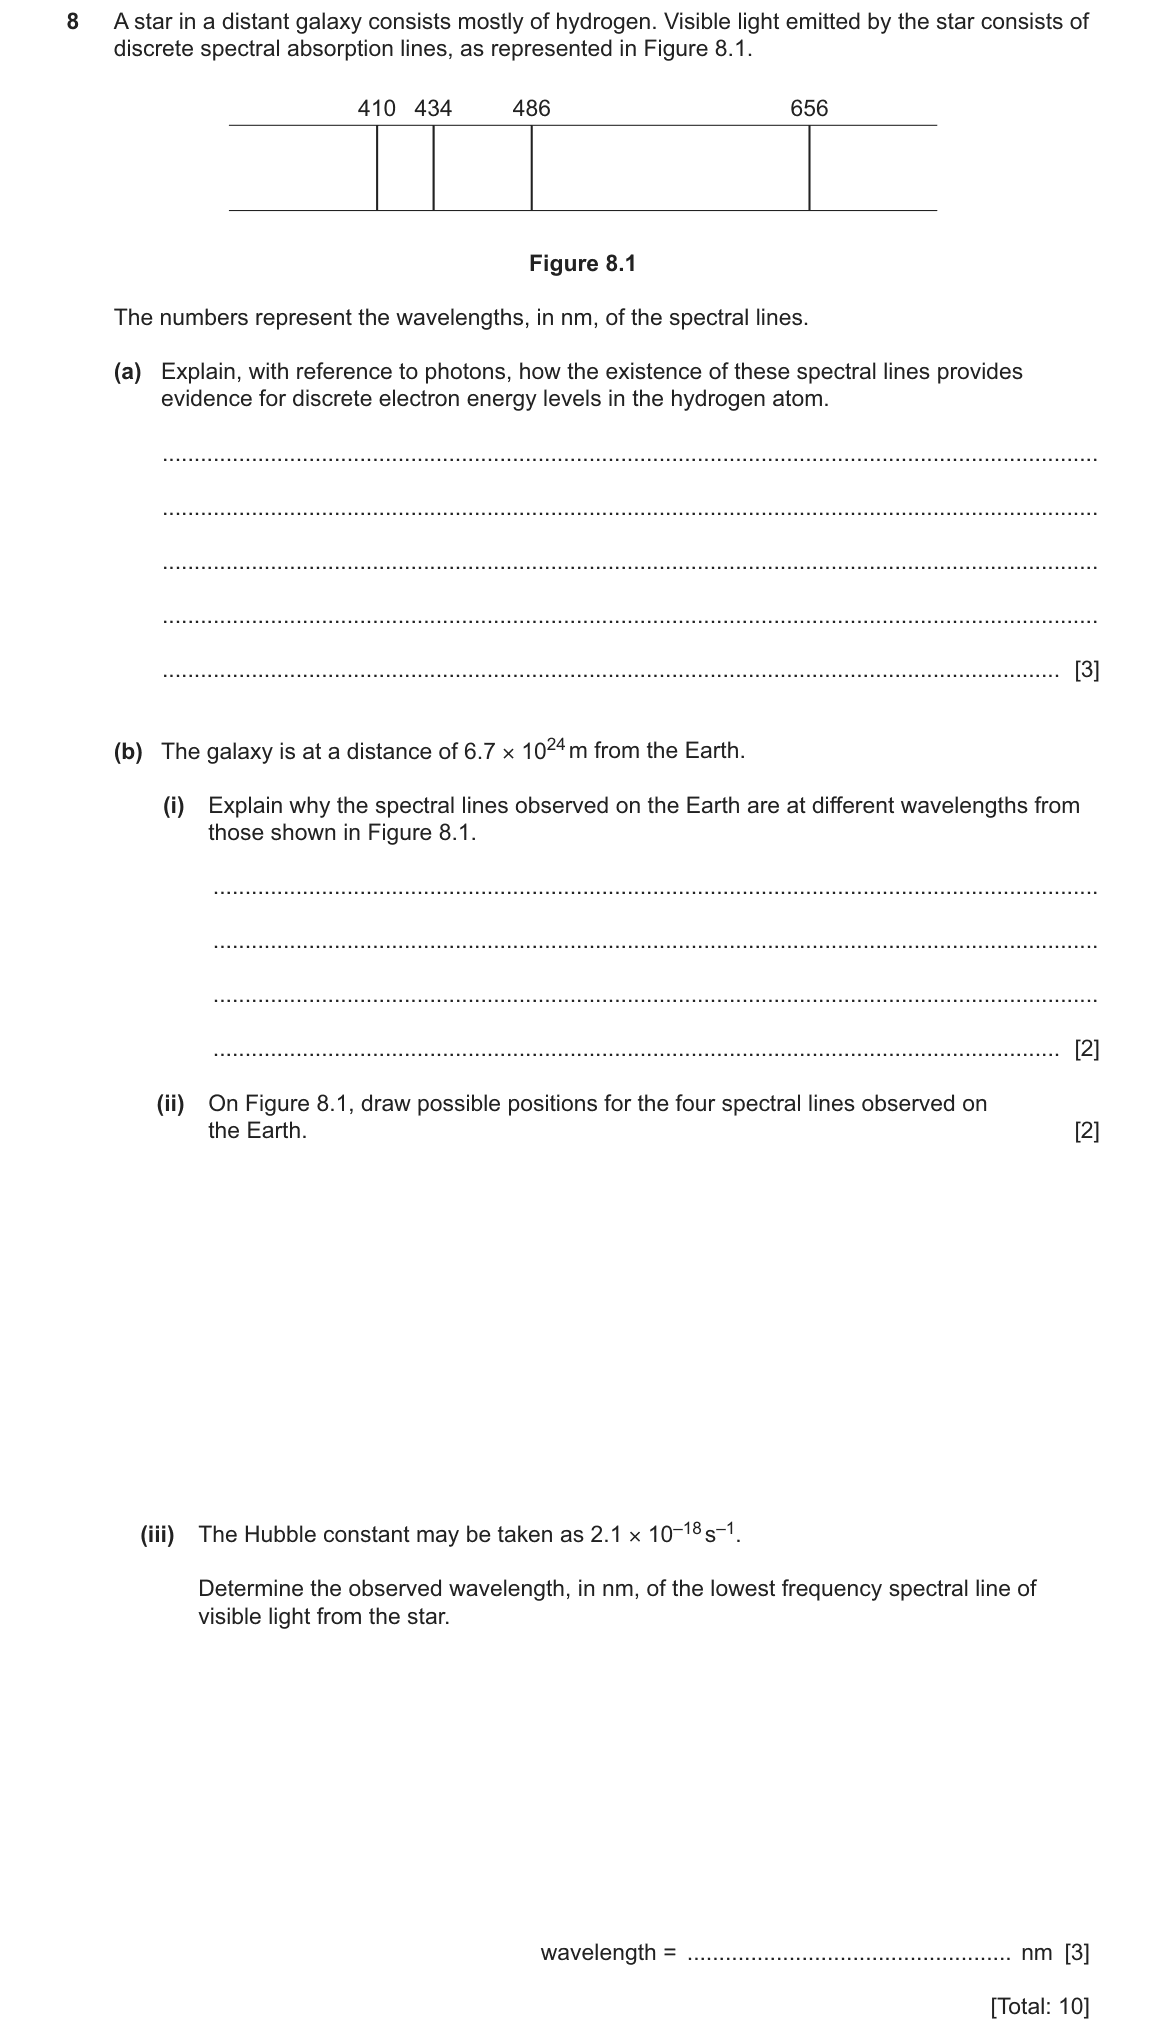 8 A star in a distant galaxy consists mostly of hydrogen. Visible light emitted by the star consists of
discrete spectral absorption lines, as represented in Figure 8.1.
410 434 486 656
Figure 8.1
The numbers represent the wavelengths, in nm, of the spectral lines.
(a) Explain, with reference to photons, how the existence of these spectral lines provides
evidence for discrete electron energy levels in the hydrogen atom.
..........................................................................................................................................
..........................................................................................................................................
..........................................................................................................................................
..........................................................................................................................................
.................................................................................................................................... [3]
(b) The galaxy is at a distance of 6.7 × 10²⁴ m from the Earth.
(i) Explain why the spectral lines observed on the Earth are at different wavelengths from
those shown in Figure 8.1.
..................................................................................................................................
..................................................................................................................................
..................................................................................................................................
............................................................................................................................ [2]
(ii) On Figure 8.1, draw possible positions for the four spectral lines observed on
the Earth. [2]
(iii) The Hubble constant may be taken as 2.1 × 10⁻¹⁸ s⁻¹.
Determine the observed wavelength, in nm, of the lowest frequency spectral line of
visible light from the star.
wavelength = ................................................... nm [3]
[Total: 10]